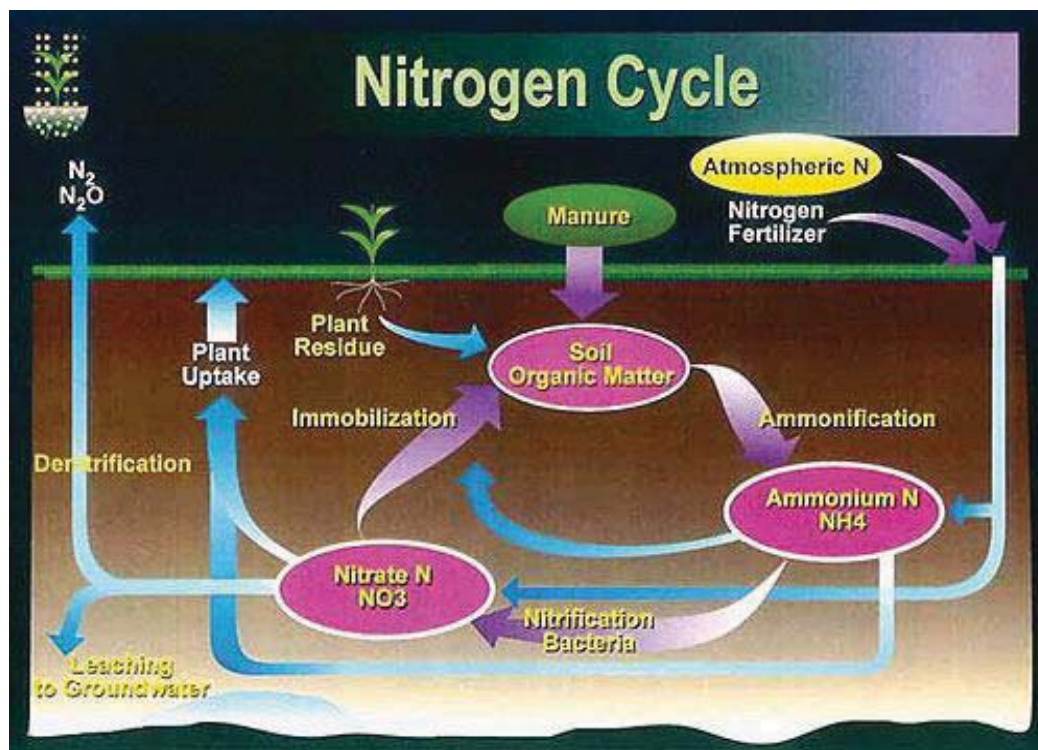 Nitrogen Cycle
N2
N2O
Atmospheric N
Nitrogen
Fertilizer
Manure
Plant
Residue
Soil
Organic Matter
Plant
Uptake
Immobilization
Ammonification
Denitrification
Ammonium N
NH4
Nitrate N
NO3
Nitrification
Bacteria
Leaching
to Groundwater